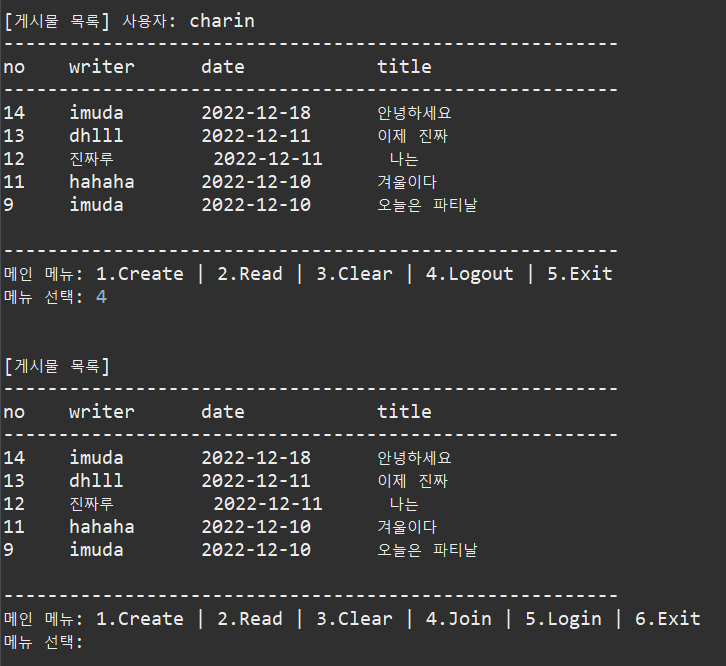 [게시물 목록] 사용자: charin
--------------------------------------------------------
no    writer      date            title
--------------------------------------------------------
14    imuda       2022-12-18      안녕하세요
13    dhlll       2022-12-11      이제 진짜
12    진짜루         2022-12-11      나는
11    hahaha      2022-12-10      겨울이다
9     imuda       2022-12-10      오늘은 파티날
--------------------------------------------------------
메인 메뉴: 1.Create | 2.Read | 3.Clear | 4.Logout | 5.Exit
메뉴 선택: 4
[게시물 목록]
--------------------------------------------------------
no    writer      date            title
--------------------------------------------------------
14    imuda       2022-12-18      안녕하세요
13    dhlll       2022-12-11      이제 진짜
12    진짜루         2022-12-11      나는
11    hahaha      2022-12-10      겨울이다
9     imuda       2022-12-10      오늘은 파티날
--------------------------------------------------------
메인 메뉴: 1.Create | 2.Read | 3.Clear | 4.Join | 5.Login | 6.Exit
메뉴 선택: